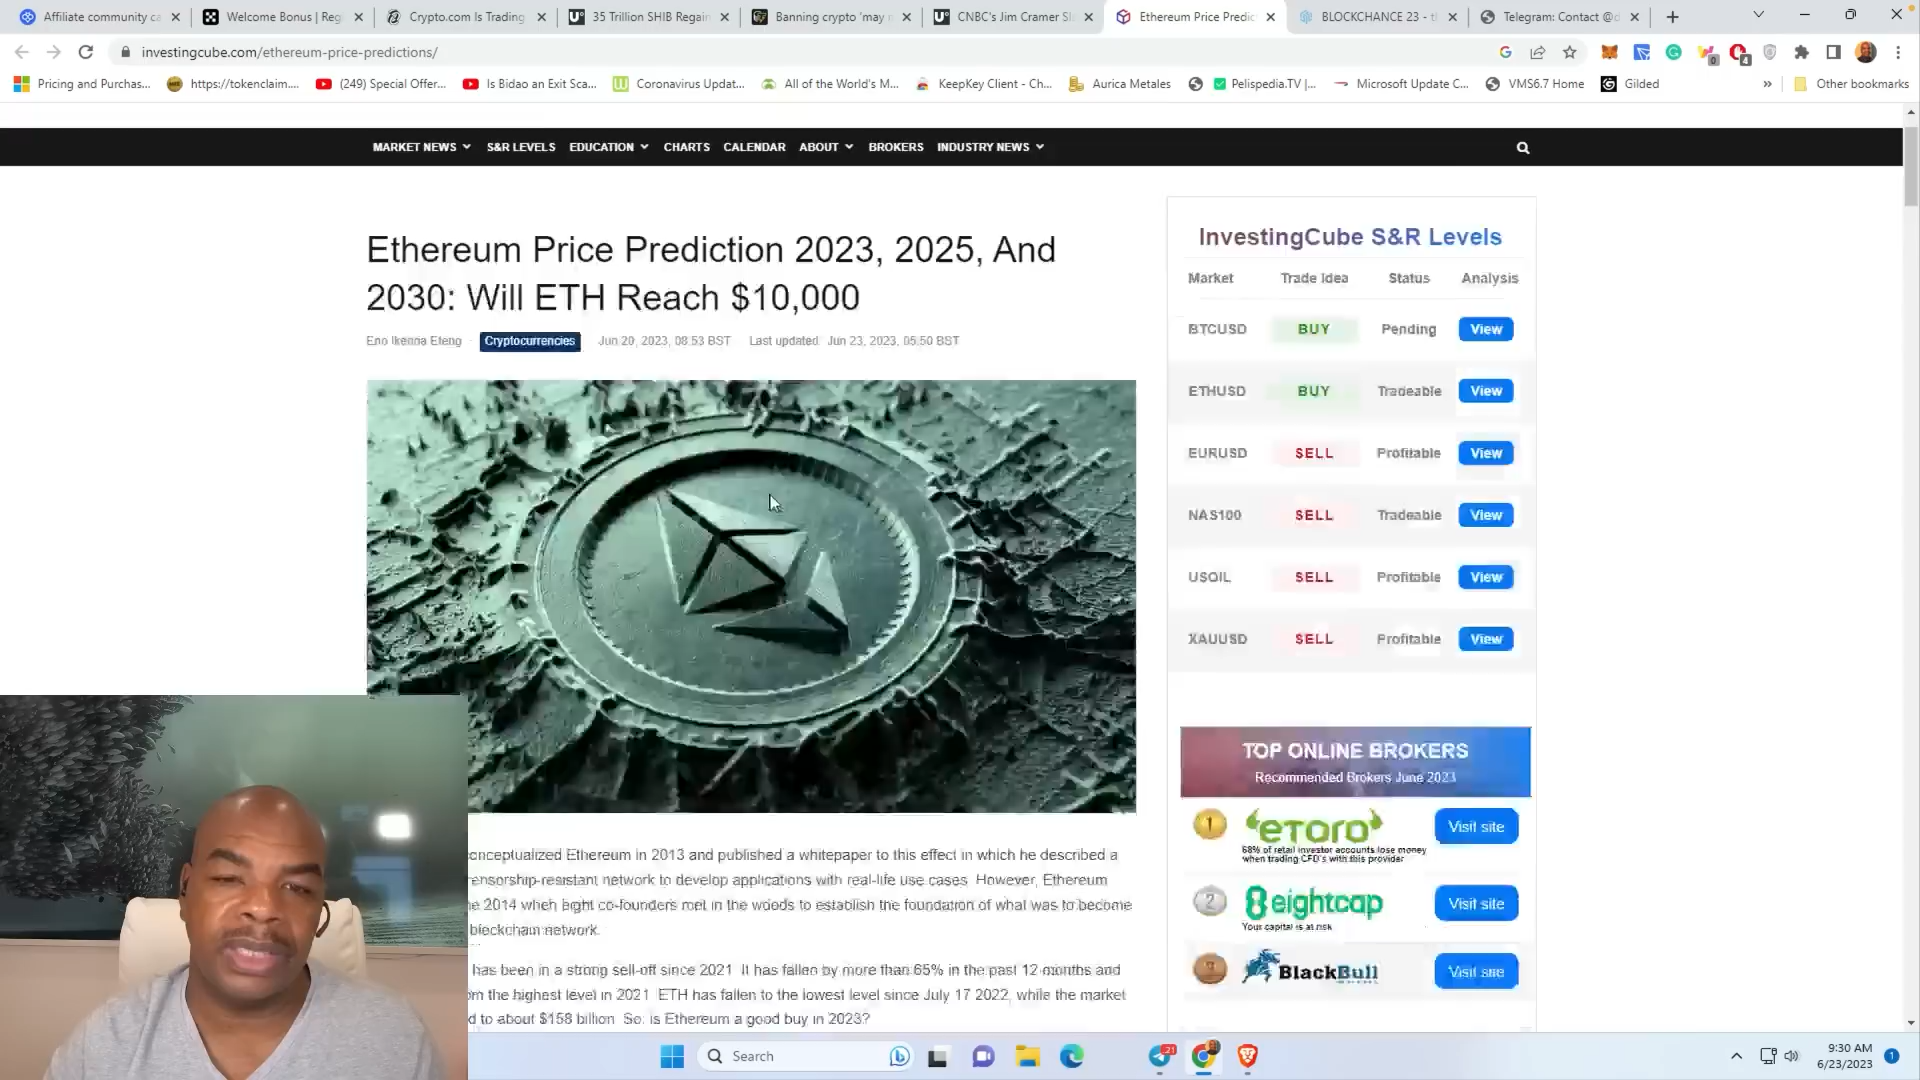 Affiliate community ca
Welcome Bonus | Reg
Crypto.com Is Trading
35 Trillion SHIB Regain
Banning crypto 'may n
CNBC's Jim Cramer Sl
Ethereum Price Predic
BLOCKCHANCE 23 - t
Telegram: Contact @c
investingcube.com/ethereum-price-predictions/
Pricing and Purchas...
https://tokenclaim....
(249) Special Offer...
Is Bidao an Exit Sca...
Coronavirus Updat...
All of the World's M...
KeepKey Client - Ch...
Aurica Metales
Pelispedia.TV |...
Microsoft Update C...
VMS6.7 Home
Gilded
»
Other bookmarks
MARKET NEWS S&R LEVELS EDUCATION CHARTS CALENDAR ABOUT BROKERS INDUSTRY NEWS
Ethereum Price Prediction 2023, 2025, And
2030: Will ETH Reach $10,000
Eno Ikenna Eteng Cryptocurrencies Jun 20, 2023, 08:53 BST Last updated: Jun 23, 2023, 05:50 BST
conceptualized Ethereum in 2013 and published a whitepaper to this effect in which he described a
ensorship-resistant network to develop applications with real-life use cases. However, Ethereum
e 2014 when eight co-founders met in the woods to establish the foundation of what was to become
blockchain network.
has been in a strong sell-off since 2021. It has fallen by more than 65% in the past 12 months and
m the highest level in 2021. ETH has fallen to the lowest level since July 17 2022, while the market
d to about $158 billion. So, is Ethereum a good buy in 2023?
InvestingCube S&R Levels
Market Trade Idea Status Analysis
BTCUSD BUY Pending View
ETHUSD BUY Tradeable View
EURUSD SELL Profitable View
NAS100 SELL Tradeable View
USOIL SELL Profitable View
XAUUSD SELL Profitable View
TOP ONLINE BROKERS
Recommended Brokers June 2023
1 eToro Visit site
68% of retail investor accounts lose money
when trading CFD's with this provider
2 eightcap Visit site
Your capital is at risk
3 BlackBull Visit site
Search
21
9:30 AM
6/23/2023
1